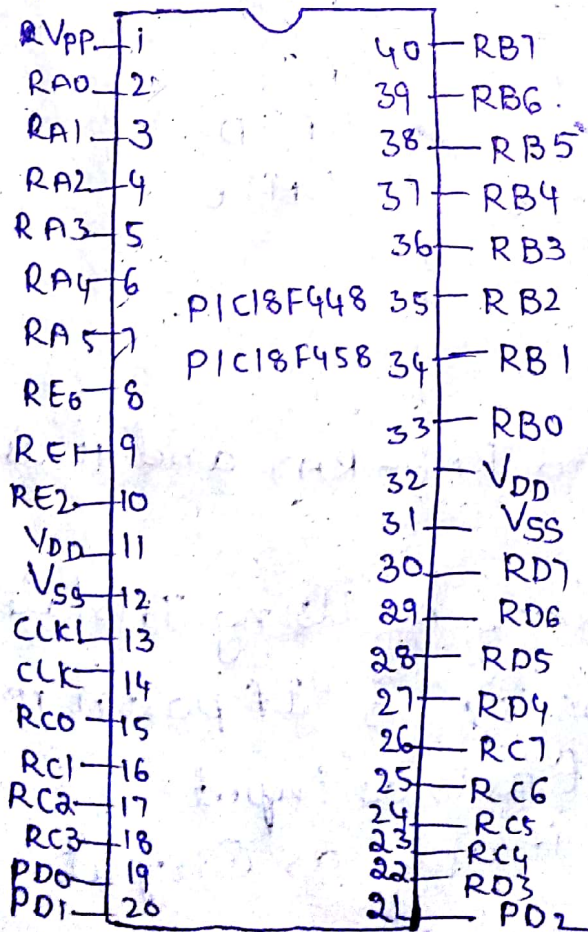 RVPP 1 40 RB7
RA0 2 39 RB6
RA1 3 38 RB5
RA2 4 37 RB4
RA3 5 36 RB3
RA4 6 PIC18F448 35 RB2
RA5 7 PIC18F458 34 RB1
RE0 8 33 RB0
RE1 9 32 VDD
RE2 10 31 VSS
VDD 11 30 RD7
VSS 12 29 RD6
CLKL 13 28 RD5
CLK 14 27 RD4
RC0 15 26 RC7
RC1 16 25 RC6
RC2 17 24 RC5
RC3 18 23 RC4
PD0 19 22 RD3
PD1 20 21 PD2